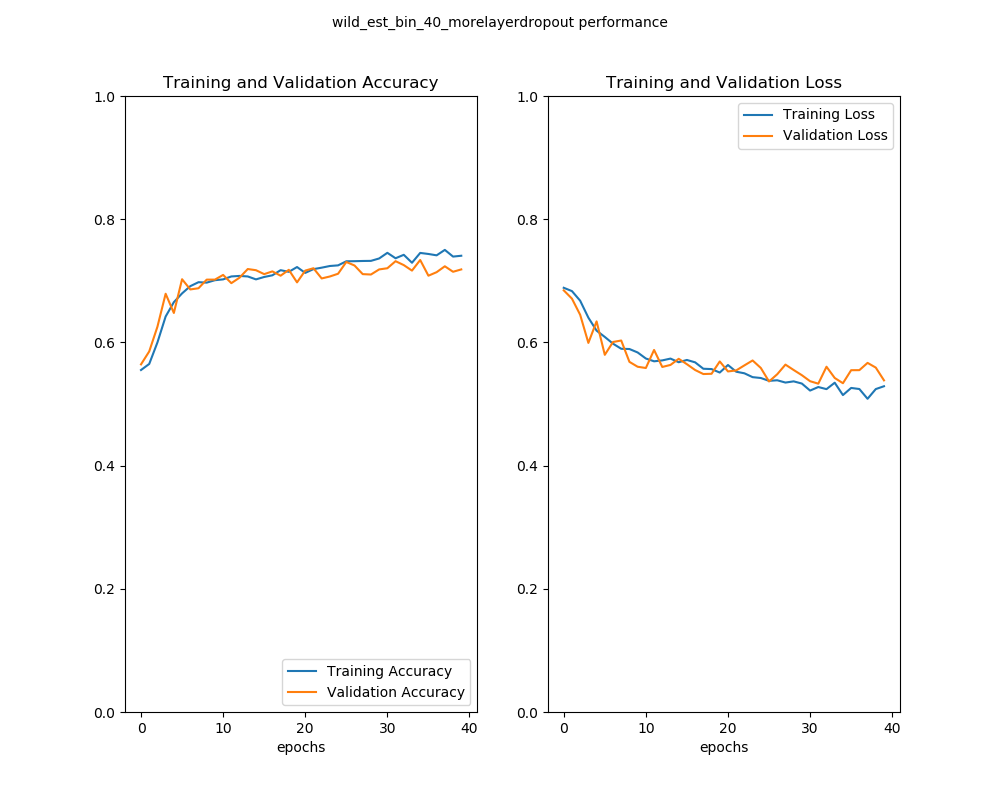 wild_est_bin_40_morelayerdropout performance
Training and Validation Accuracy
1.0
0.8
0.6
0.4
0.2
0.0
0
10
20
30
40
epochs
Training Accuracy
Validation Accuracy
Training and Validation Loss
1.0
0.8
0.6
0.4
0.2
0.0
0
10
20
30
40
epochs
Training Loss
Validation Loss